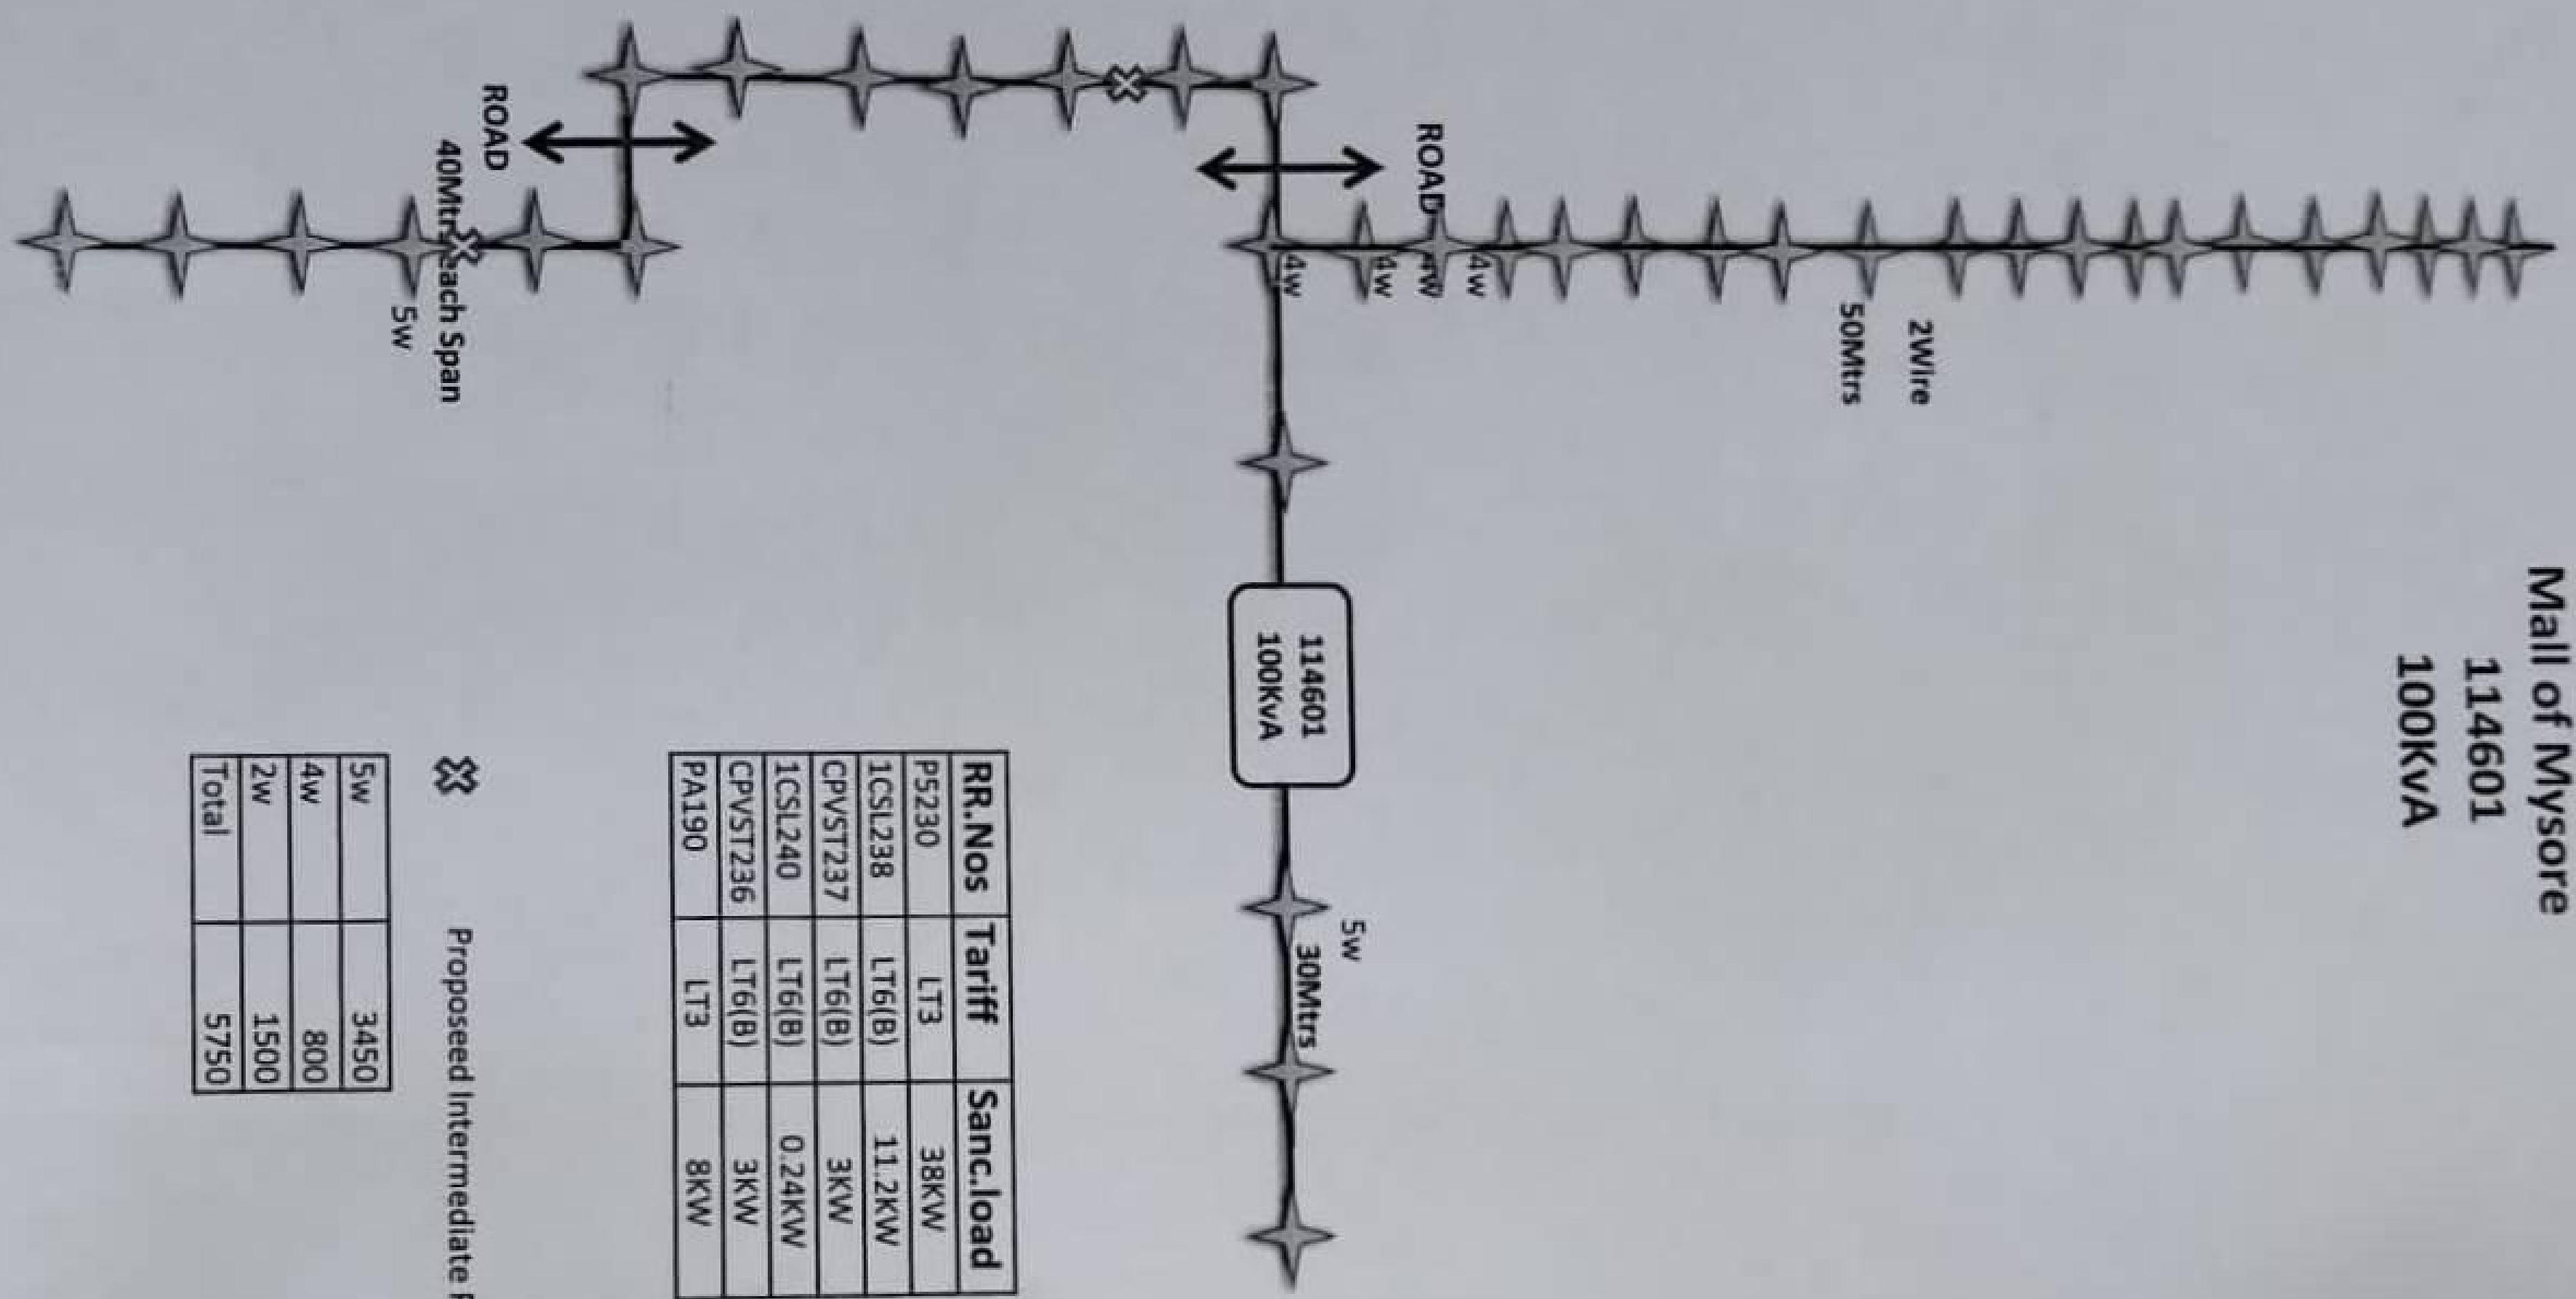 Mall of Mysore
114601
100KvA
2Wire
50Mtrs
ROAD
4w
4w
4w
4w
114601
100KvA
5w
30Mtrs
ROAD
40Mtrs each Span
5w
RR.Nos Tariff Sanc.load
P5230 LT3 38KW
1CSL238 LT6(B) 11.2KW
CPVST237 LT6(B) 3KW
1CSL240 LT6(B) 0.24KW
CPVST236 LT6(B) 3KW
PA190 LT3 8KW
Proposeed Intermediate
5w 3450
4w 800
2w 1500
Total 5750